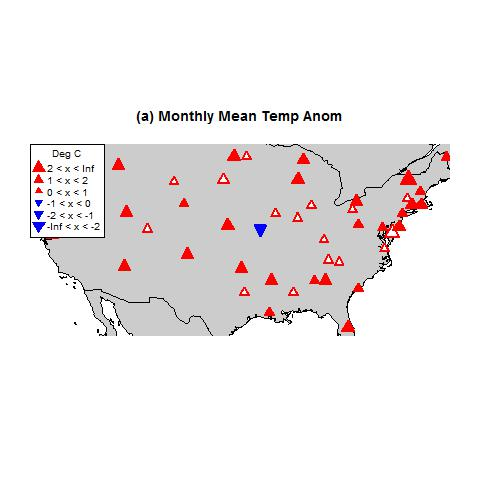 (a) Monthly Mean Temp Anom
Deg C
2 < x < Inf
1 < x < 2
0 < x < 1
-1 < x < 0
-2 < x < -1
-Inf < x < -2